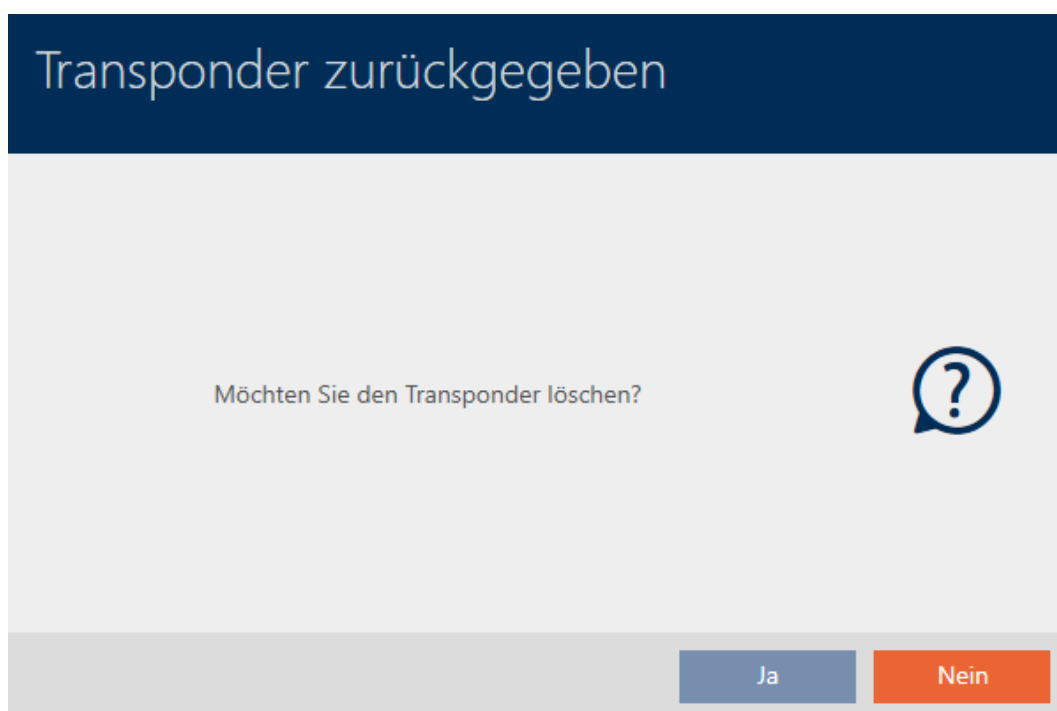 Transponder zurückgegeben
Möchten Sie den Transponder löschen?
?
Ja
Nein